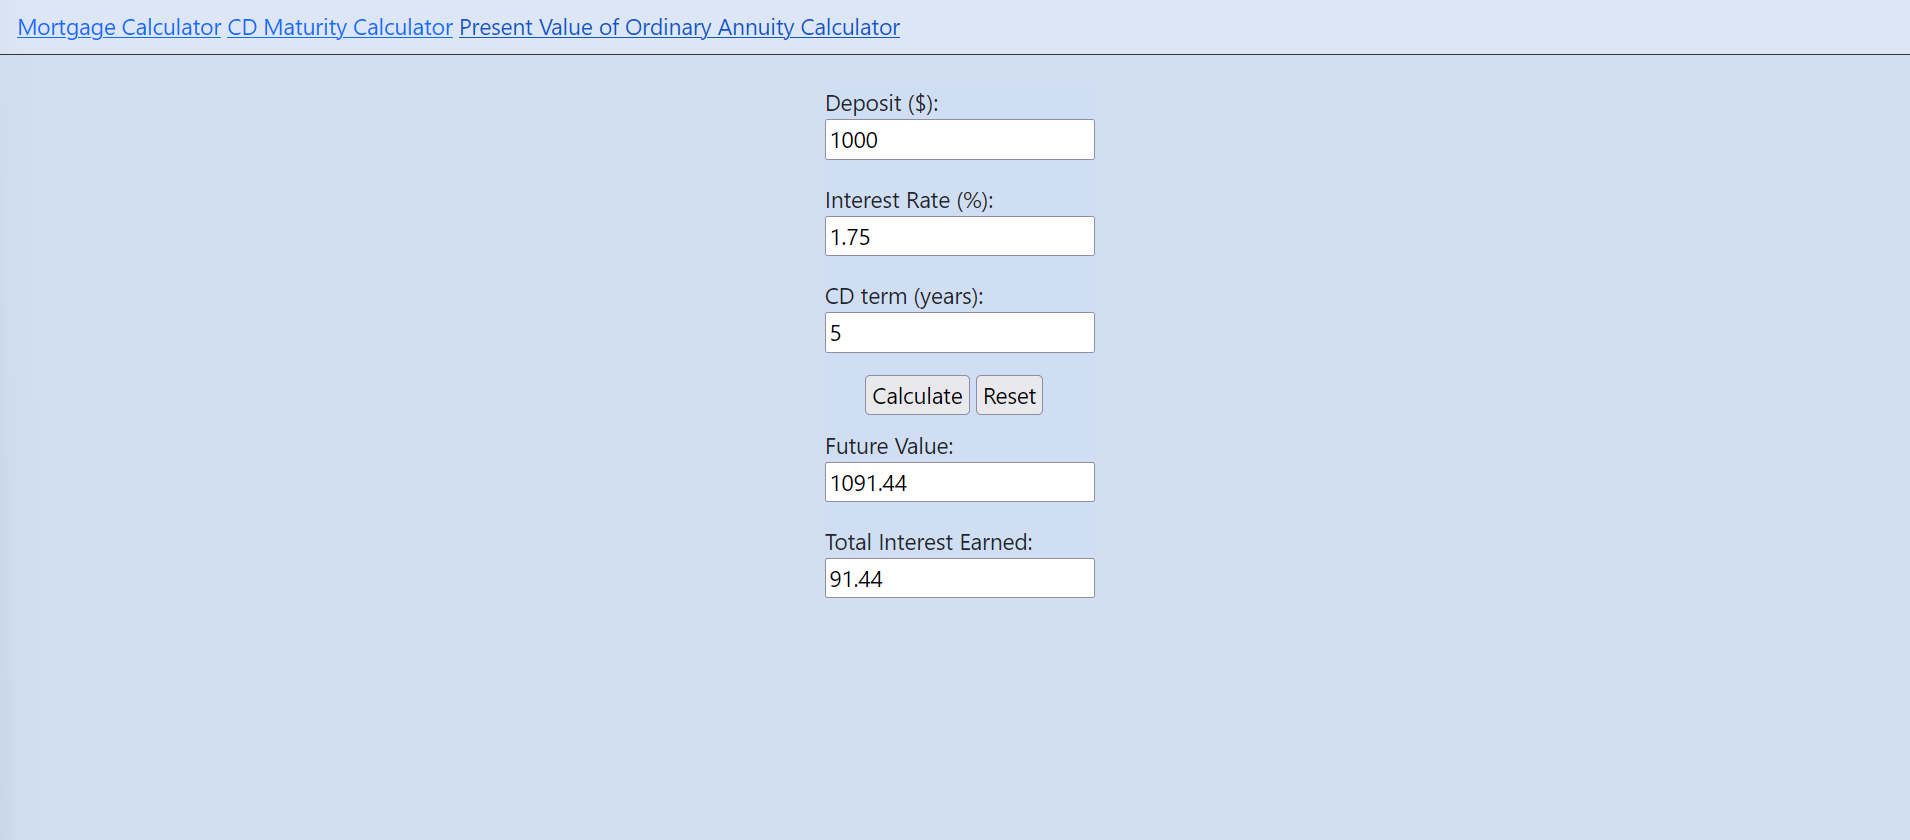 Mortgage Calculator CD Maturity Calculator Present Value of Ordinary Annuity Calculator
Deposit ($):
1000
Interest Rate (%):
1.75
CD term (years):
5
Calculate Reset
Future Value:
1091.44
Total Interest Earned:
91.44